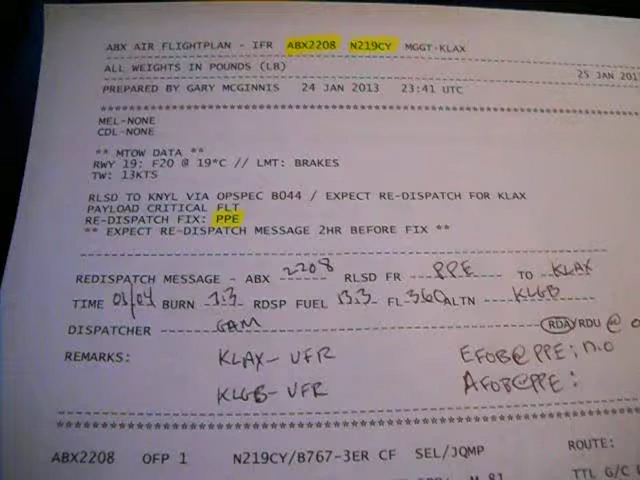 ABX AIR FLIGHTPLAN - IFR ABX2208 N219CY MGGT-KLAX
ALL WEIGHTS IN POUNDS (LB)
25 JAN 201
PREPARED BY GARY MCGINNIS 24 JAN 2013 23:41 UTC
MEL-NONE
CDL-NONE
** MTOW DATA **
RWY 19: F20 @ 19*C // LMT: BRAKES
TW: 13KTS
RLSD TO KNYL VIA OPSPEC B044 / EXPECT RE-DISPATCH FOR KLAX
PAYLOAD CRITICAL FLT
RE-DISPATCH FIX: PPE
** EXPECT RE-DISPATCH MESSAGE 2HR BEFORE FIX **
REDISPATCH MESSAGE - ABX 2208 RLSD FR PPE TO KLAX
TIME BURN RDSP FUEL 13.3 FL 360 ALTN KLGB
DISPATCHER GAM RDA/RDU @
REMARKS: KLAX- VFR EFOB@PPE:
KLGB- VFR AFOB@PPE:
ABX2208 OFP 1 N219CY/B767-3ER CF SEL/JQMP ROUTE:
TTL G/C
M 81